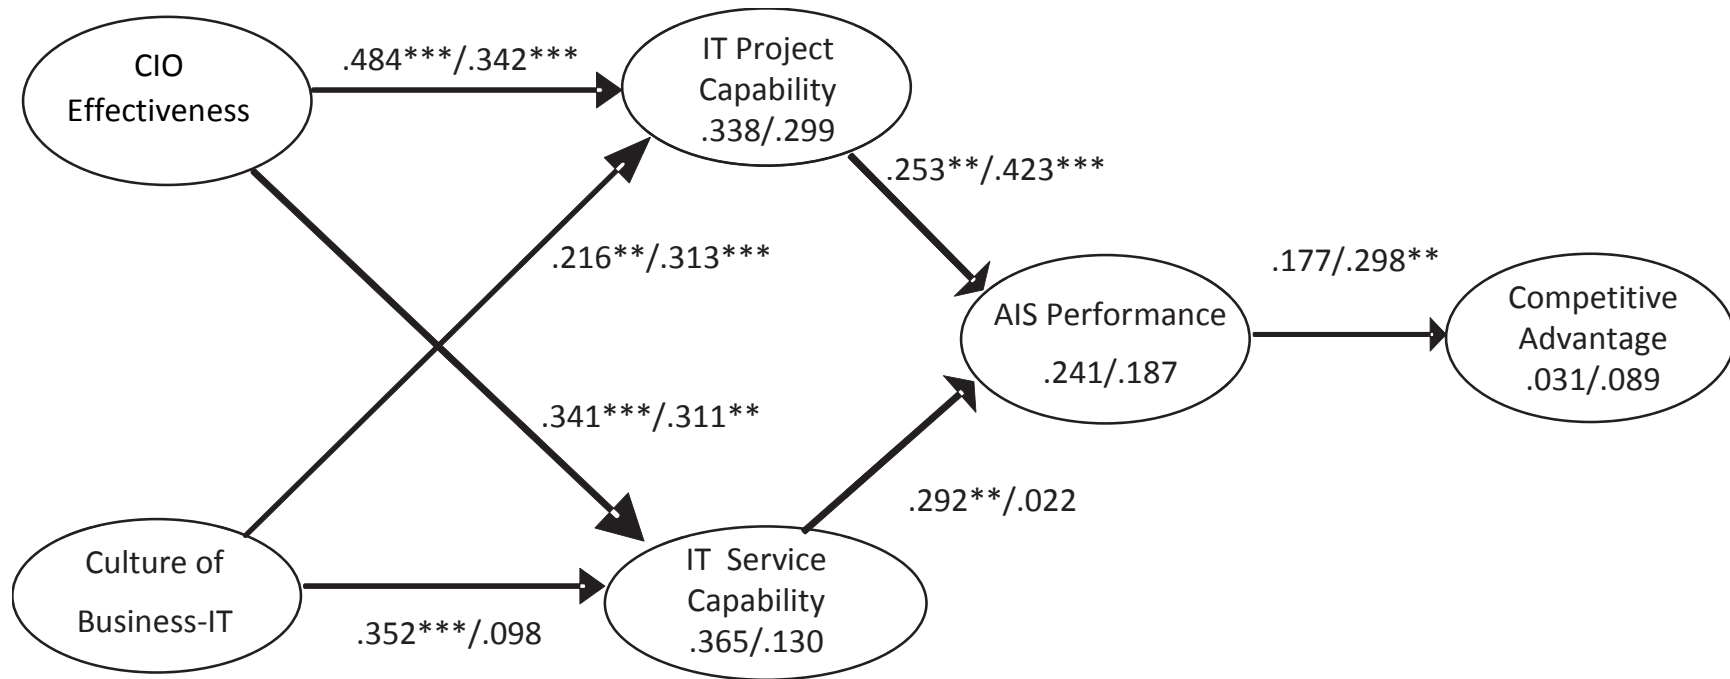 CIO
Effectiveness
.484***/.342***
IT Project
Capability
.338/.299
.253**/.423***
.216**/.313***
.177/.298**
AIS Performance
.241/.187
Competitive
Advantage
.031/.089
.341***/.311**
.292**/.022
Culture of
Business-IT
.352***/.098
IT Service
Capability
.365/.130